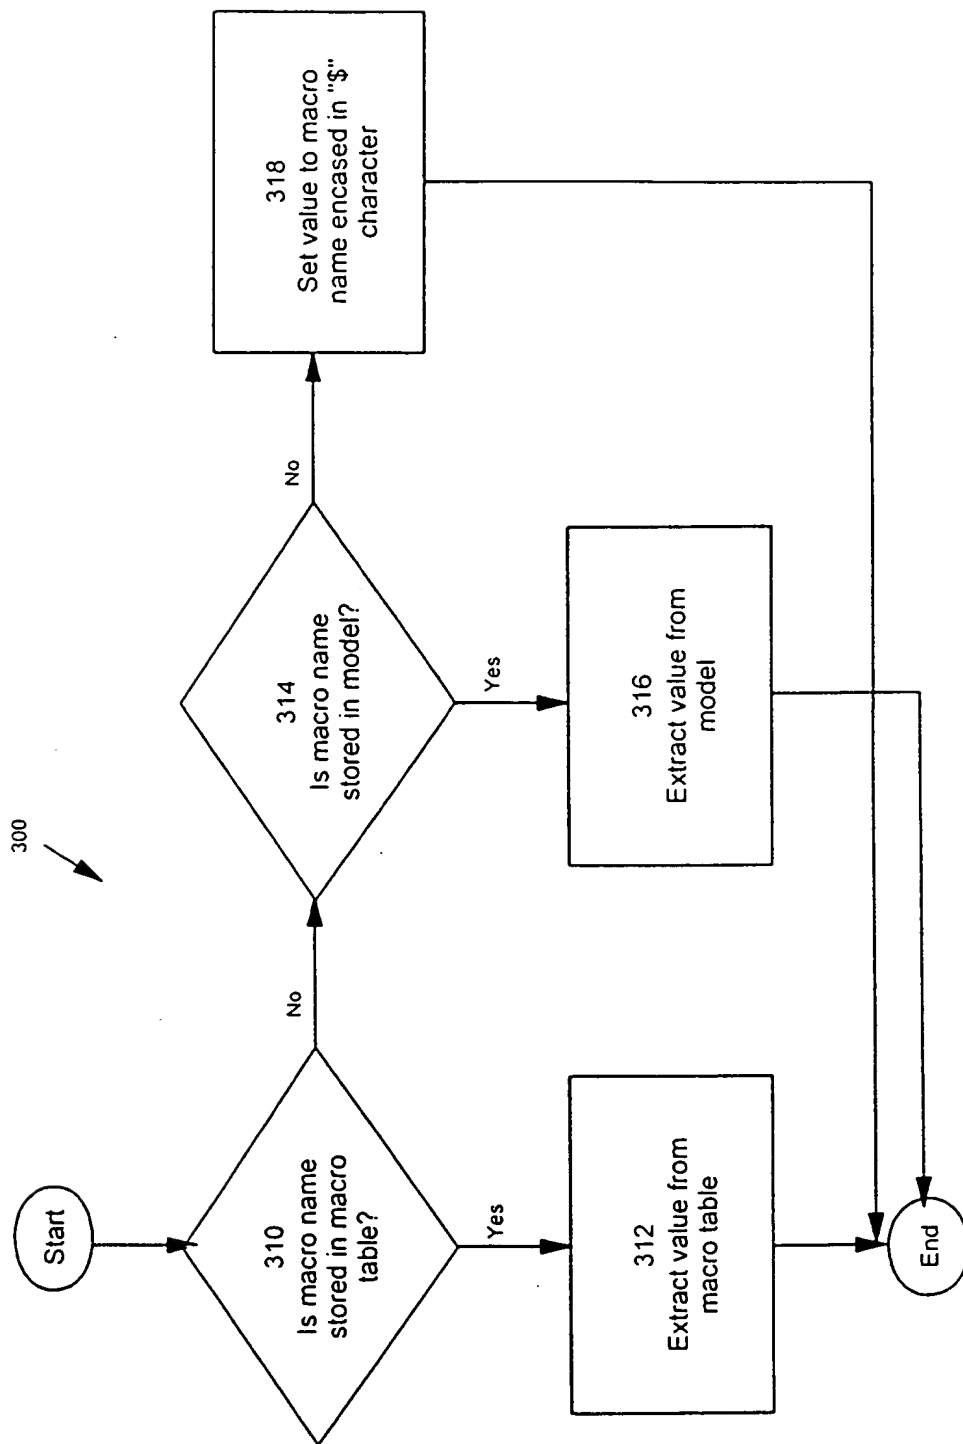 300
Start
310
Is macro name
stored in macro
table?
No
Yes
312
Extract value from
macro table
314
Is macro name
stored in model?
No
Yes
316
Extract value from
model
318
Set value to macro
name encased in "$"
character
End